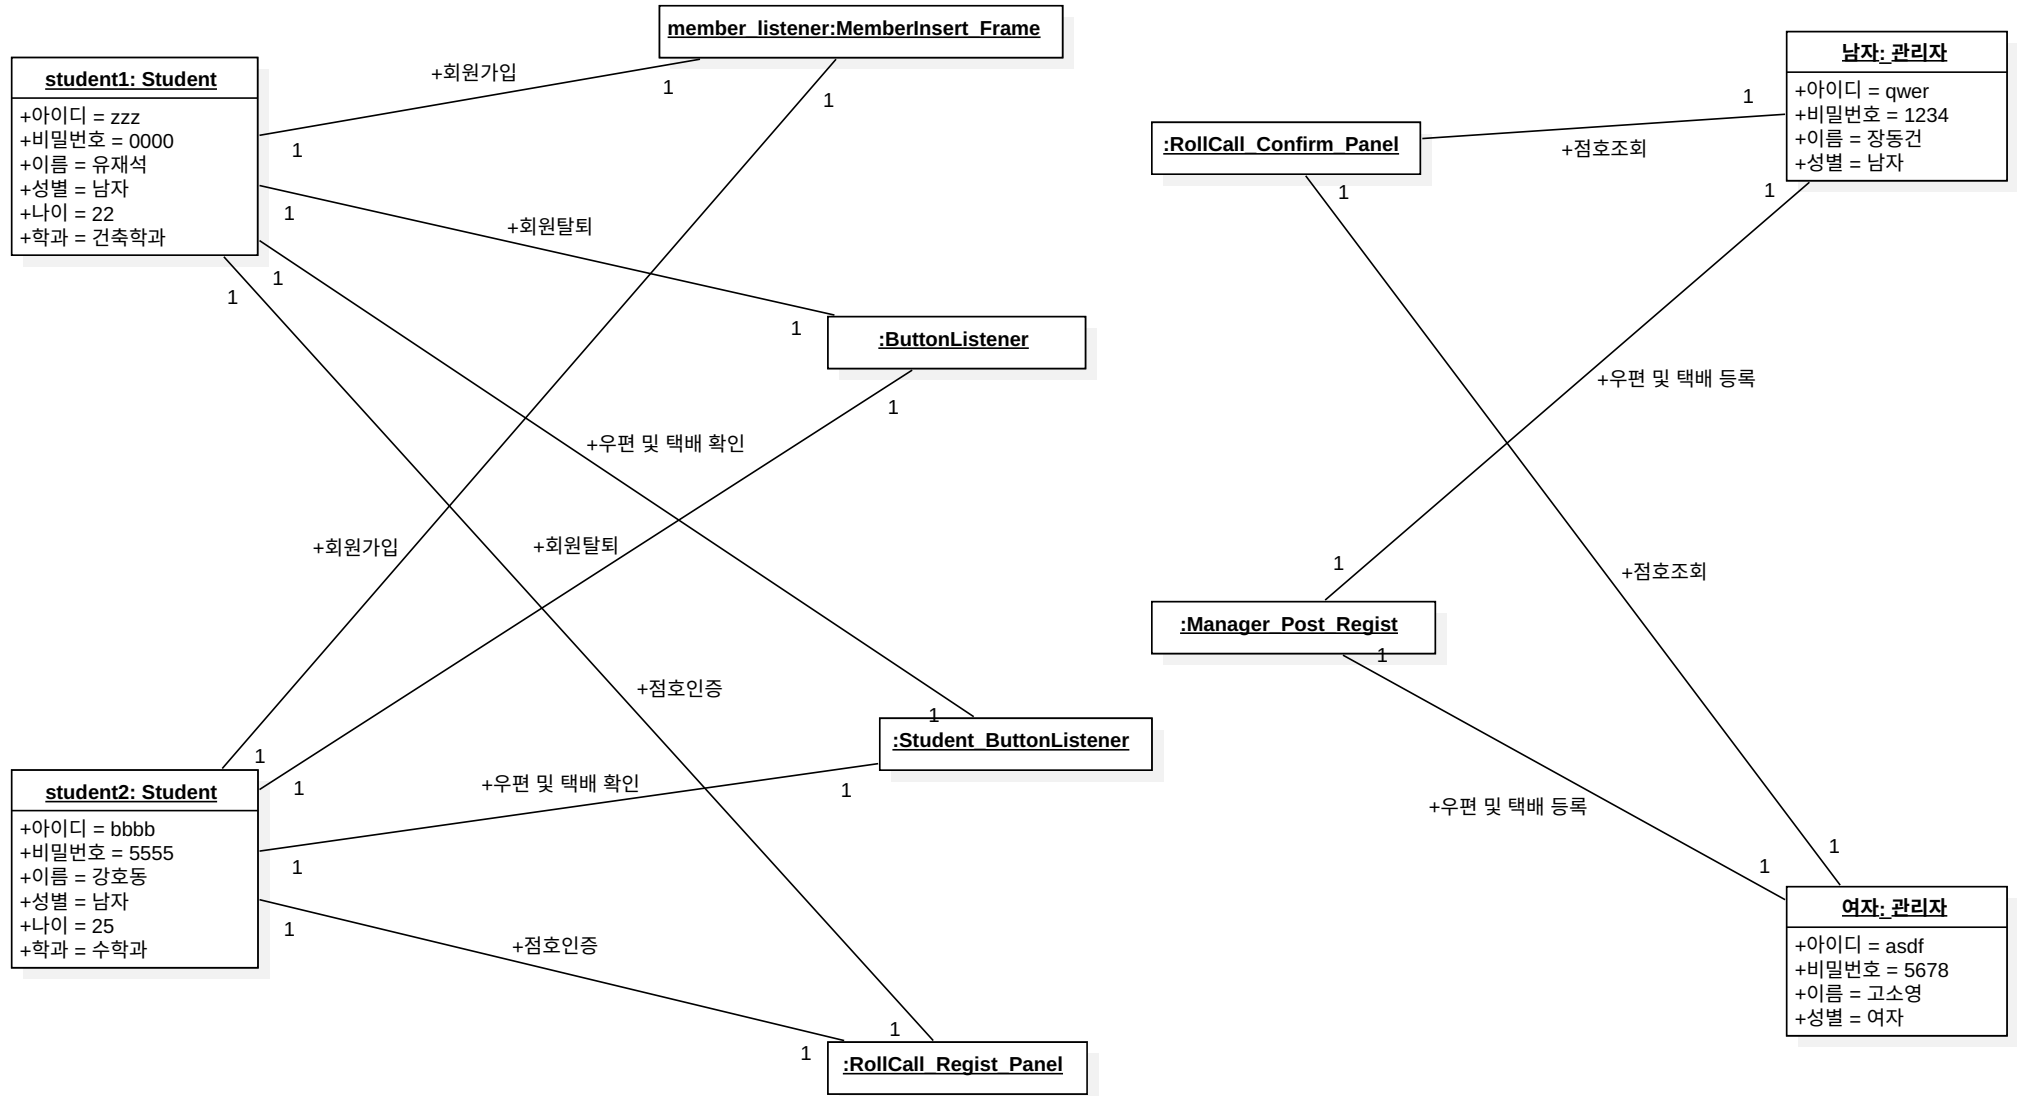 member_listener:MemberInsert_Frame
student1: Student
+아이디 = zzz
+비밀번호 = 0000
+이름 = 유재석
+성별 = 남자
+나이 = 22
+학과 = 건축학과
+회원가입
1
1
1
1
+회원탈퇴
1
1
1
:ButtonListener
1
+우편 및 택배 확인
+회원가입
+회원탈퇴
+점호인증
1
:Student_ButtonListener
1
1
1
student2: Student
+아이디 = bbbb
+비밀번호 = 5555
+이름 = 강호동
+성별 = 남자
+나이 = 25
+학과 = 수학과
+우편 및 택배 확인
1
1
+점호인증
1
1
:RollCall_Regist_Panel
남자: 관리자
+아이디 = qwer
+비밀번호 = 1234
+이름 = 장동건
+성별 = 남자
1
:RollCall_Confirm_Panel
+점호조회
1
1
+우편 및 택배 등록
1
+점호조회
:Manager_Post_Regist
1
+우편 및 택배 등록
1
1
여자: 관리자
+아이디 = asdf
+비밀번호 = 5678
+이름 = 고소영
+성별 = 여자